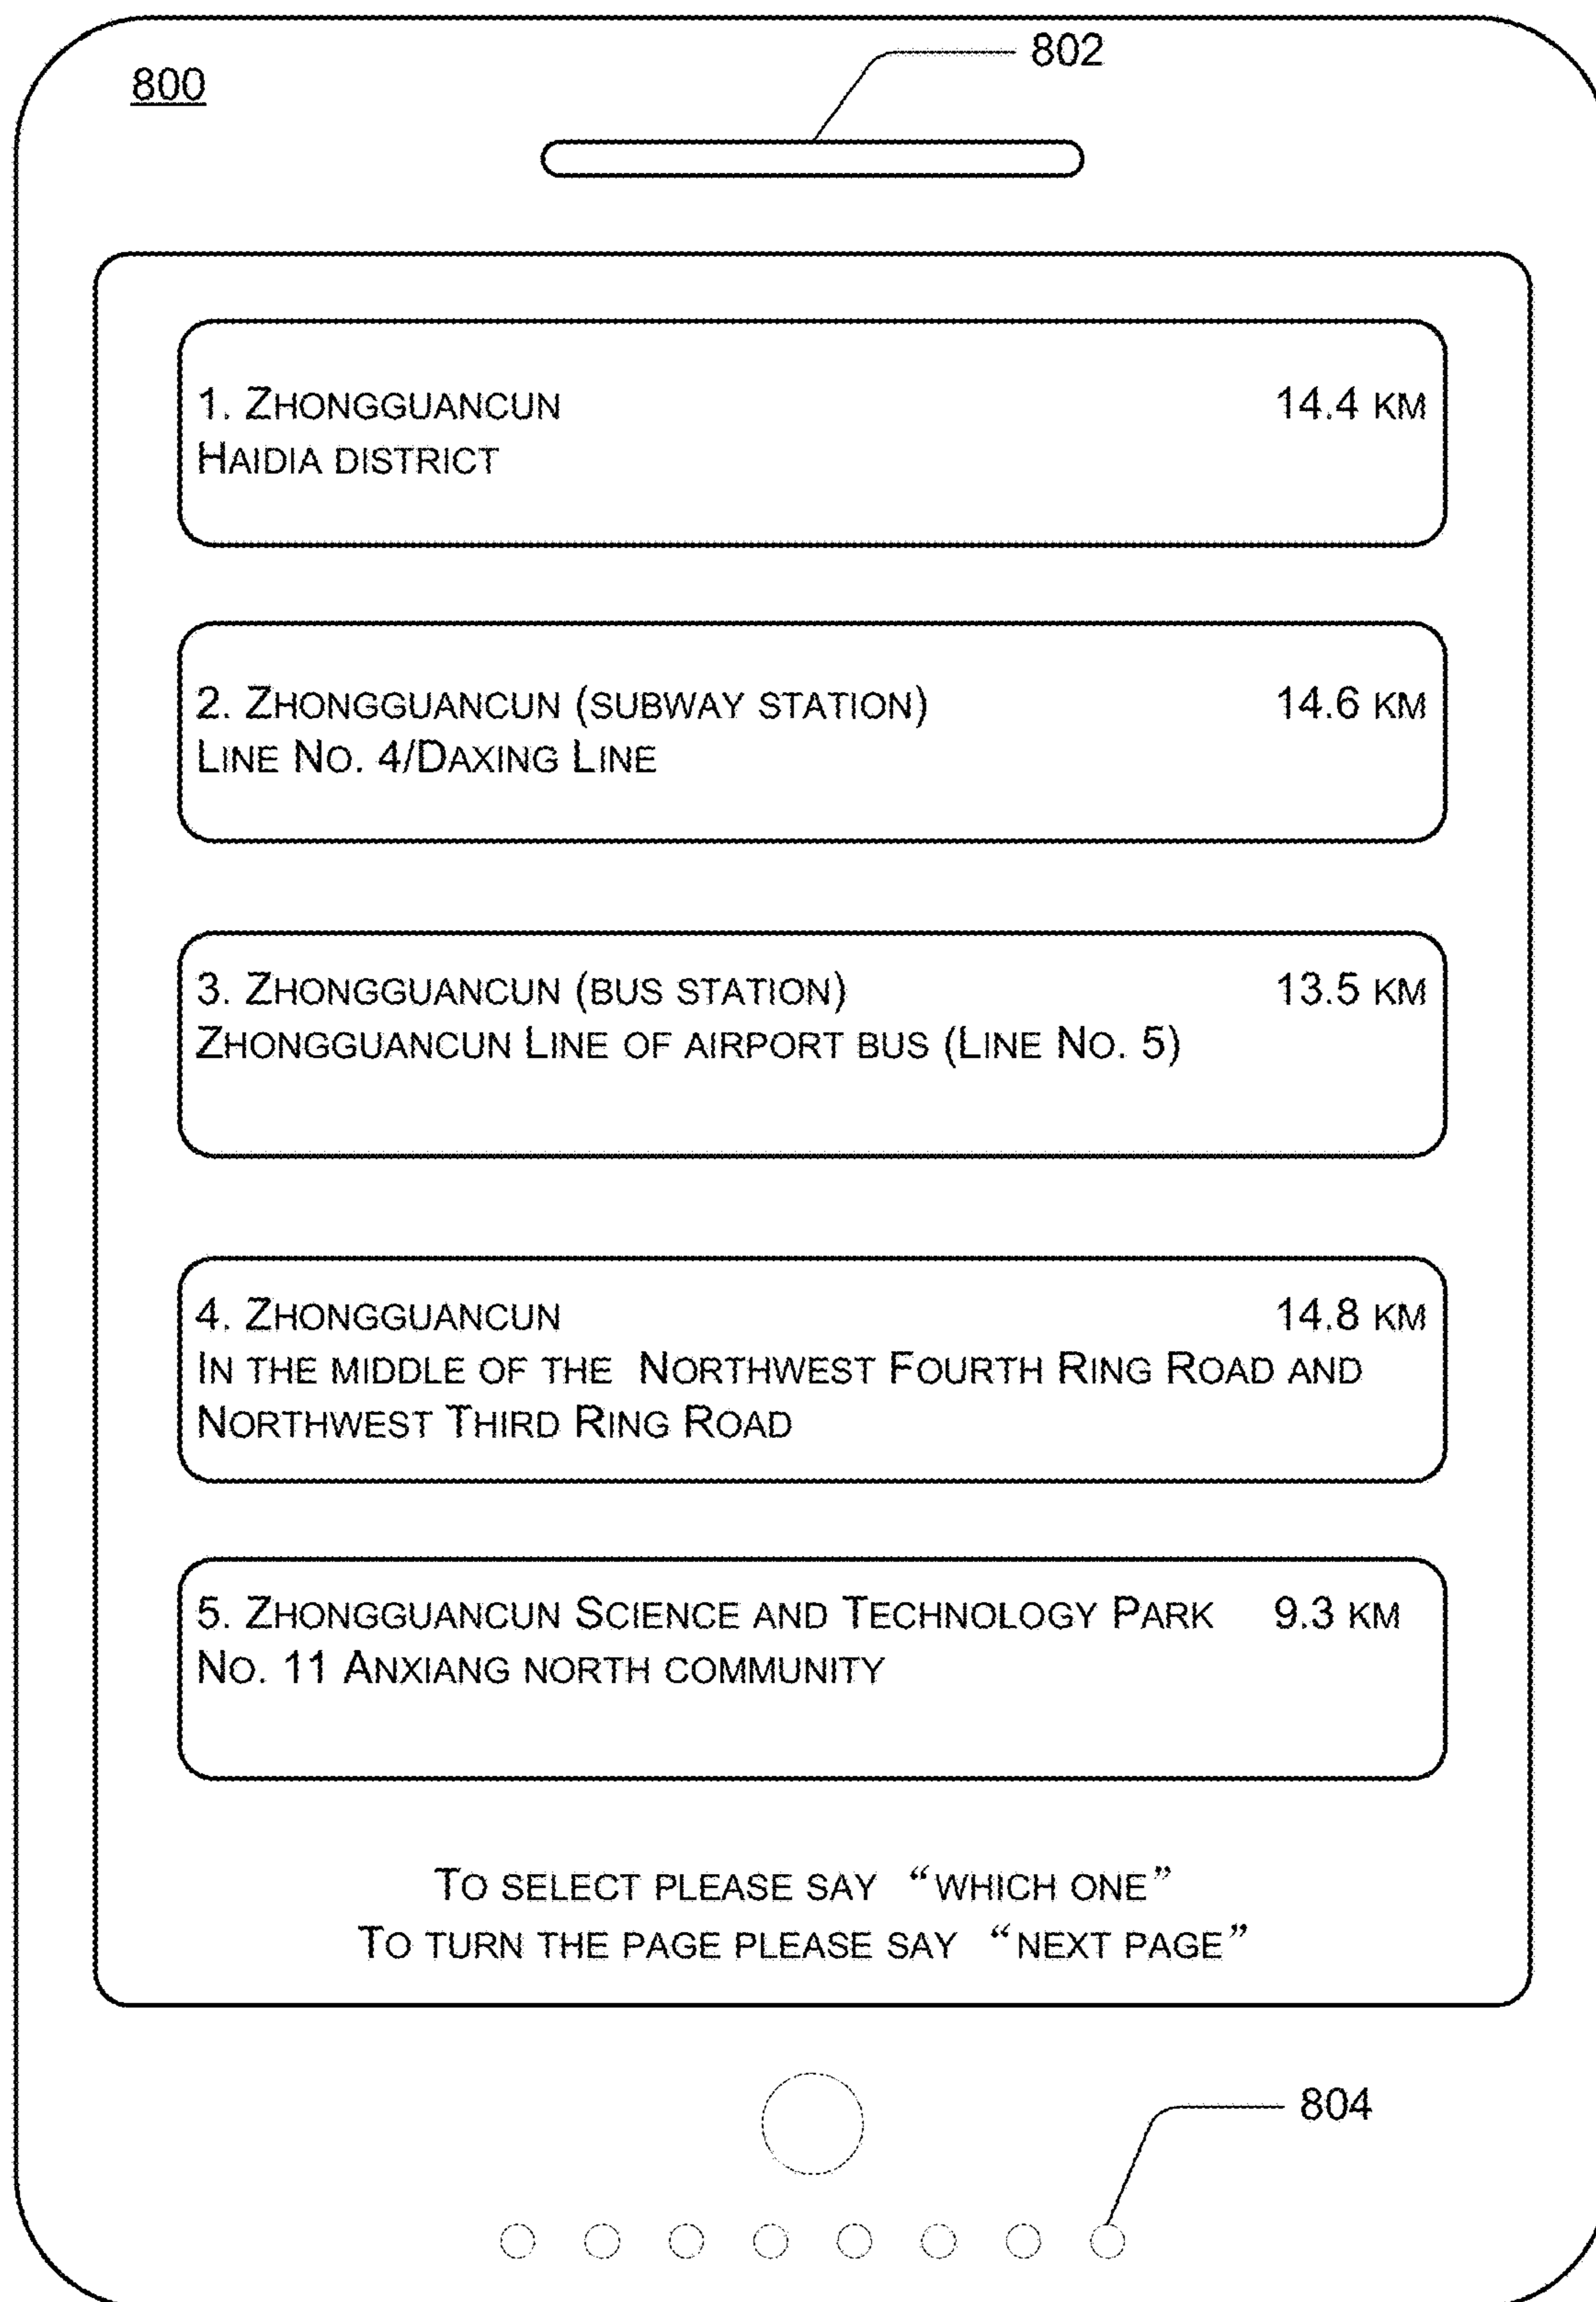 802
800
1. ZHONGGUANCUN 14.4 KM
HAIDIA DISTRICT
2. ZHONGGUANCUN (SUBWAY STATION) 14.6 KM
LINE NO. 4/DAXING LINE
3. ZHONGGUANCUN (BUS STATION) 13.5 KM
ZHONGGUANCUN LINE OF AIRPORT BUS (LINE NO. 5)
4. ZHONGGUANCUN 14.8 KM
IN THE MIDDLE OF THE NORTHWEST FOURTH RING ROAD AND
NORTHWEST THIRD RING ROAD
5. ZHONGGUANCUN SCIENCE AND TECHNOLOGY PARK 9.3 KM
NO. 11 ANXIANG NORTH COMMUNITY
TO SELECT PLEASE SAY “WHICH ONE”
TO TURN THE PAGE PLEASE SAY “NEXT PAGE”
804